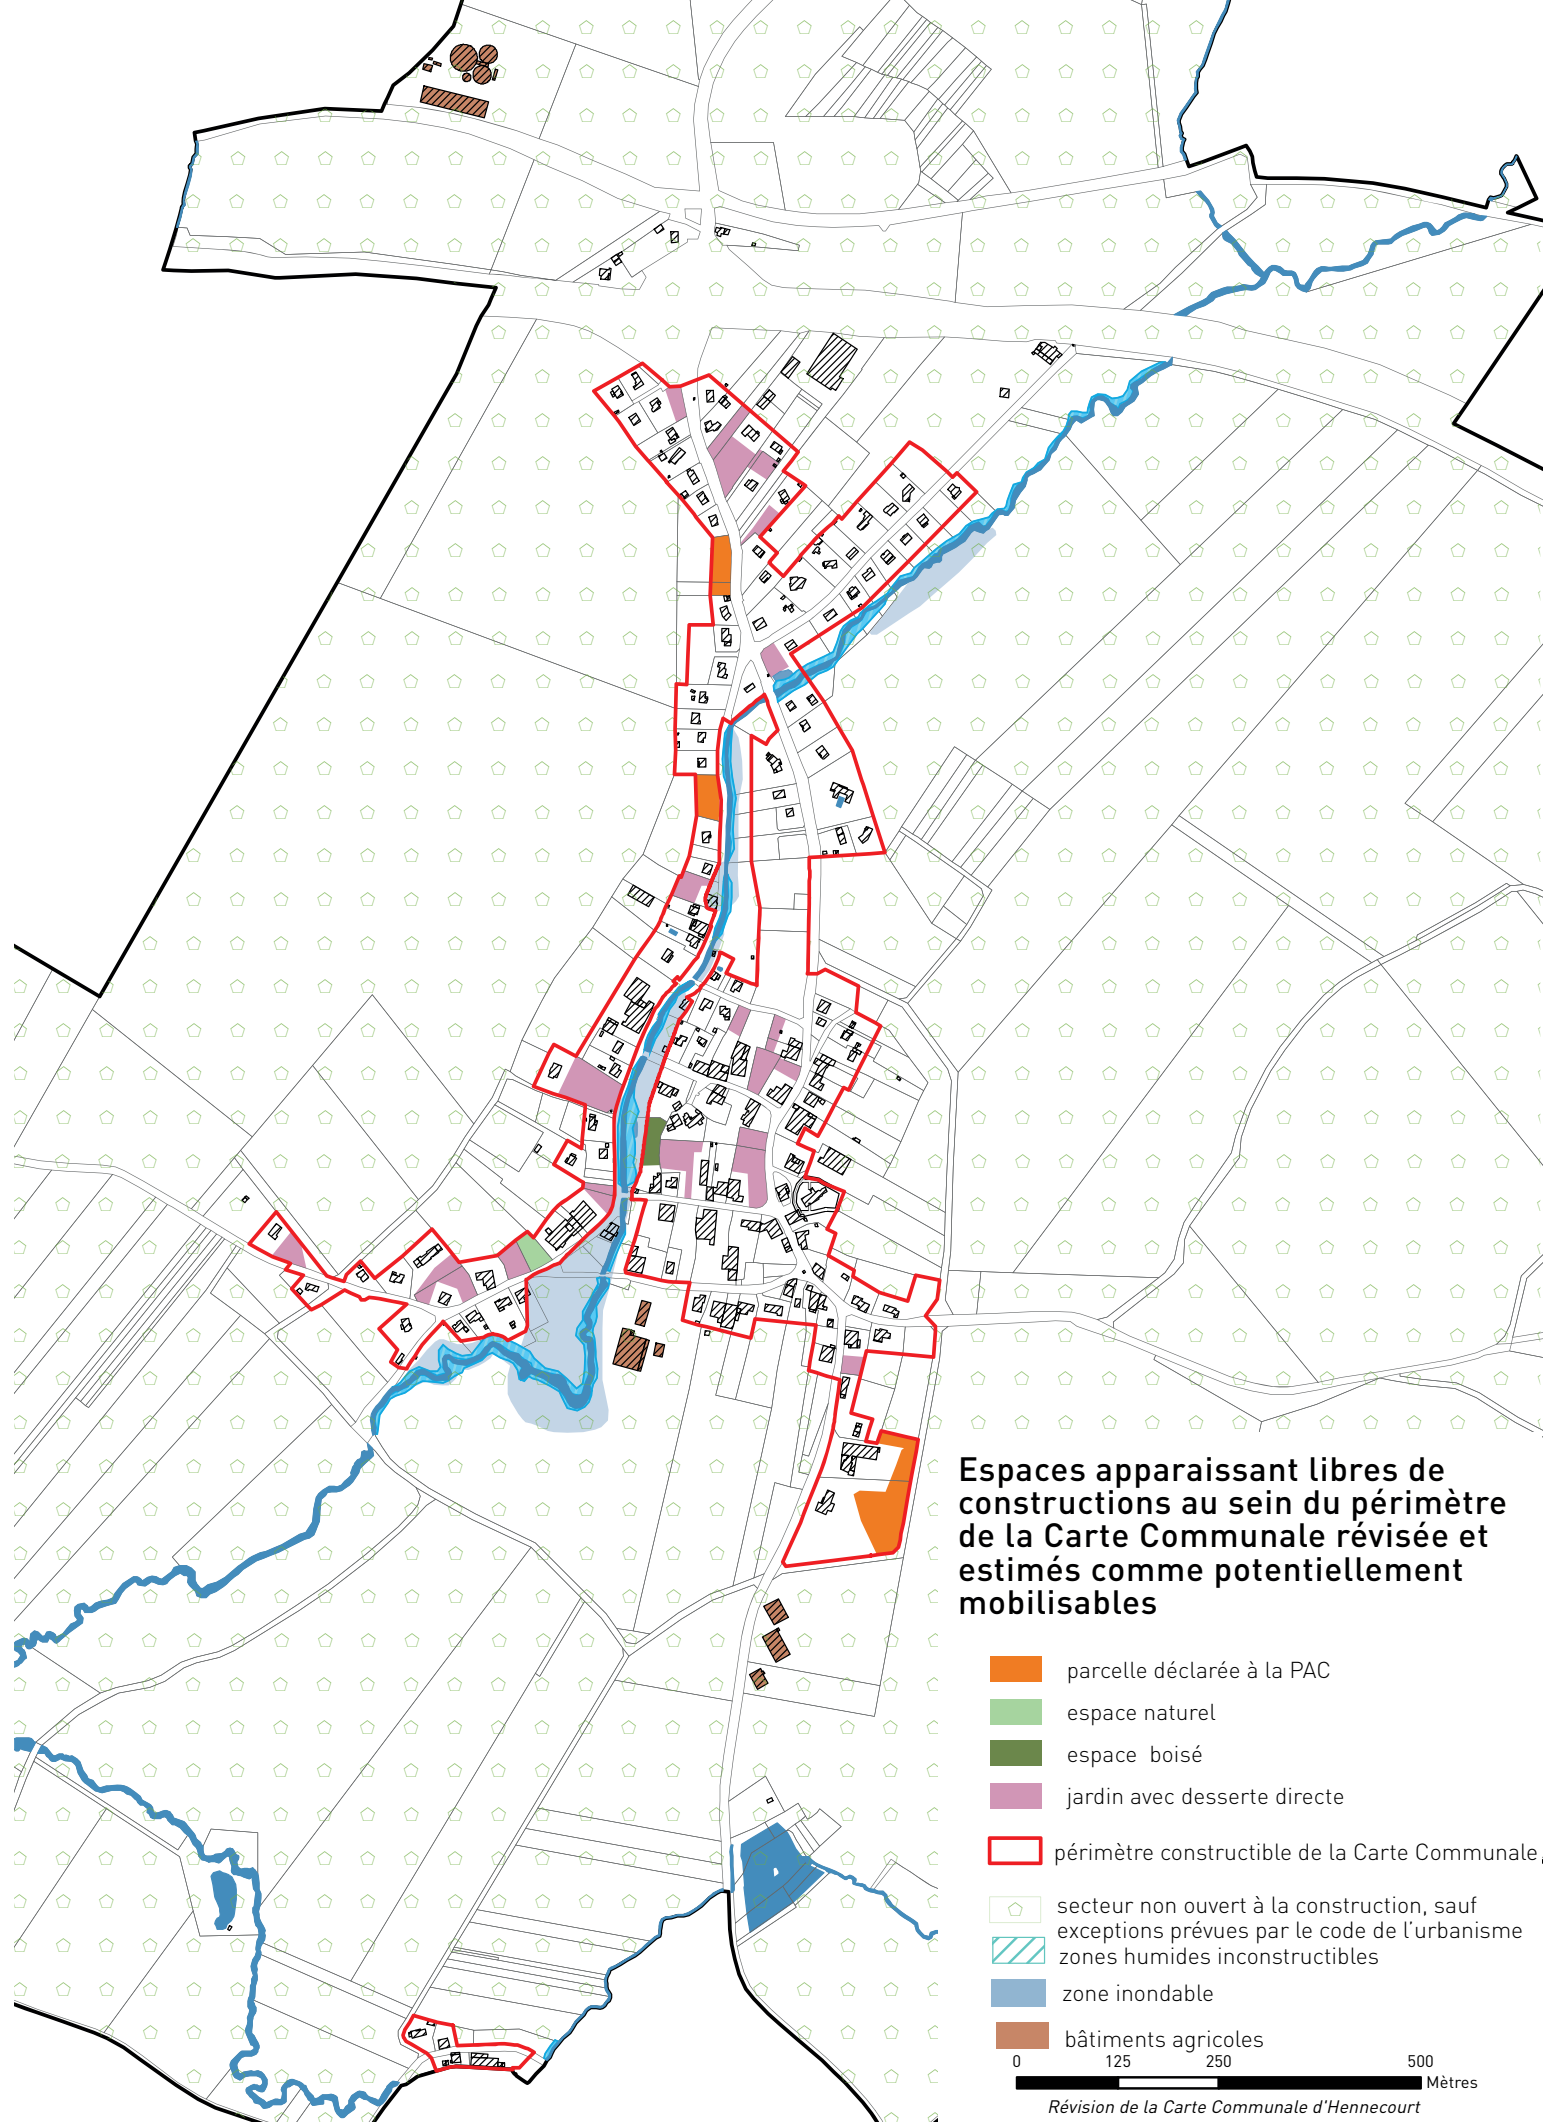 Espaces apparaissant libres de
constructions au sein du périmètre
de la Carte Communale révisée et
estimés comme potentiellement
mobilisables
parcelle déclarée à la PAC
espace naturel
espace boisé
jardin avec desserte directe
périmètre constructible de la Carte Communale
secteur non ouvert à la construction, sauf
exceptions prévues par le code de l'urbanisme
zones humides inconstructibles
zone inondable
bâtiments agricoles
0 125 250 500
Mètres
Révision de la Carte Communale d'Hennecourt